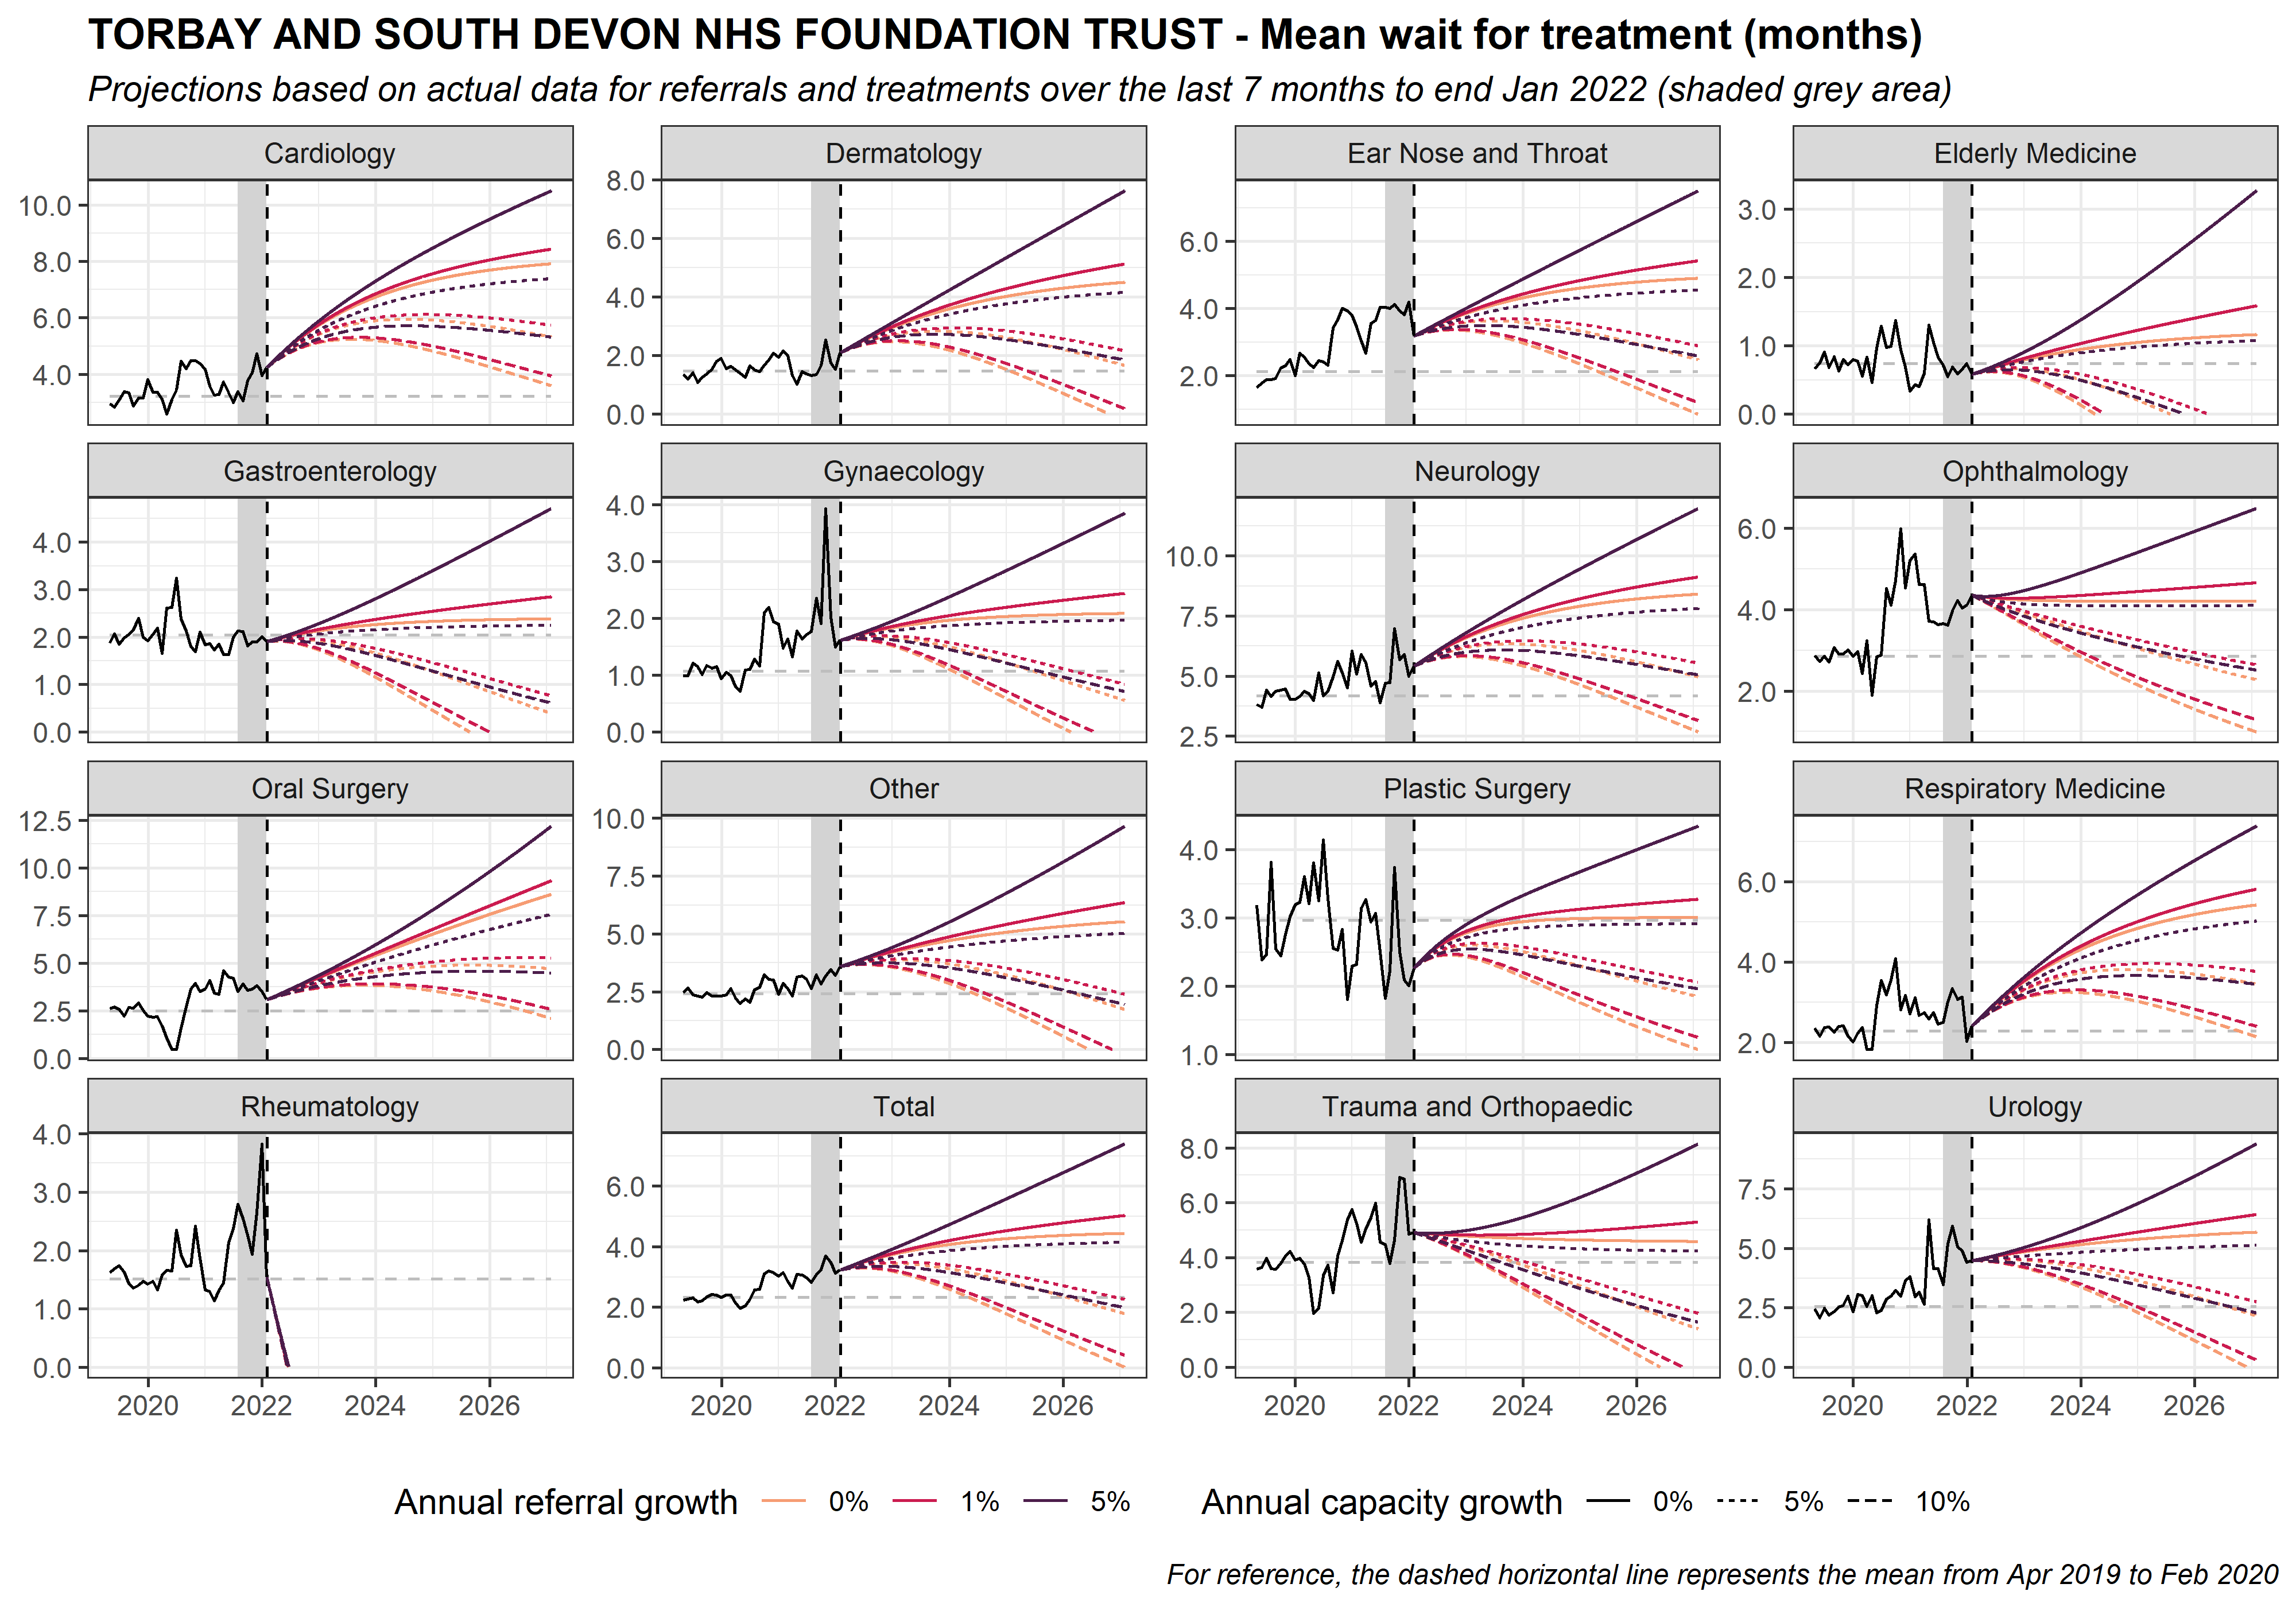 TORBAY AND SOUTH DEVON NHS FOUNDATION TRUST - Mean wait for treatment (months)
Projections based on actual data for referrals and treatments over the last 7 months to end Jan 2022 (shaded grey area)
Cardiology
10.0
8.0
6.0
4.0
Dermatology
8.0
6.0
4.0
2.0
0.0
Ear Nose and Throat
6.0
4.0
2.0
Elderly Medicine
3.0
2.0
1.0
0.0
Gastroenterology
4.0
3.0
2.0
1.0
0.0
Gynaecology
4.0
3.0
2.0
1.0
0.0
Neurology
10.0
7.5
5.0
2.5
Ophthalmology
6.0
4.0
2.0
Oral Surgery
12.5
10.0
7.5
5.0
2.5
0.0
Other
10.0
7.5
5.0
2.5
0.0
Plastic Surgery
4.0
3.0
2.0
1.0
Respiratory Medicine
6.0
4.0
2.0
Rheumatology
4.0
3.0
2.0
1.0
0.0
2020 2022 2024 2026
Total
6.0
4.0
2.0
0.0
2020 2022 2024 2026
Trauma and Orthopaedic
8.0
6.0
4.0
2.0
0.0
2020 2022 2024 2026
Urology
7.5
5.0
2.5
0.0
2020 2022 2024 2026
Annual referral growth 0% 1% 5%
Annual capacity growth 0% 5% 10%
For reference, the dashed horizontal line represents the mean from Apr 2019 to Feb 2020